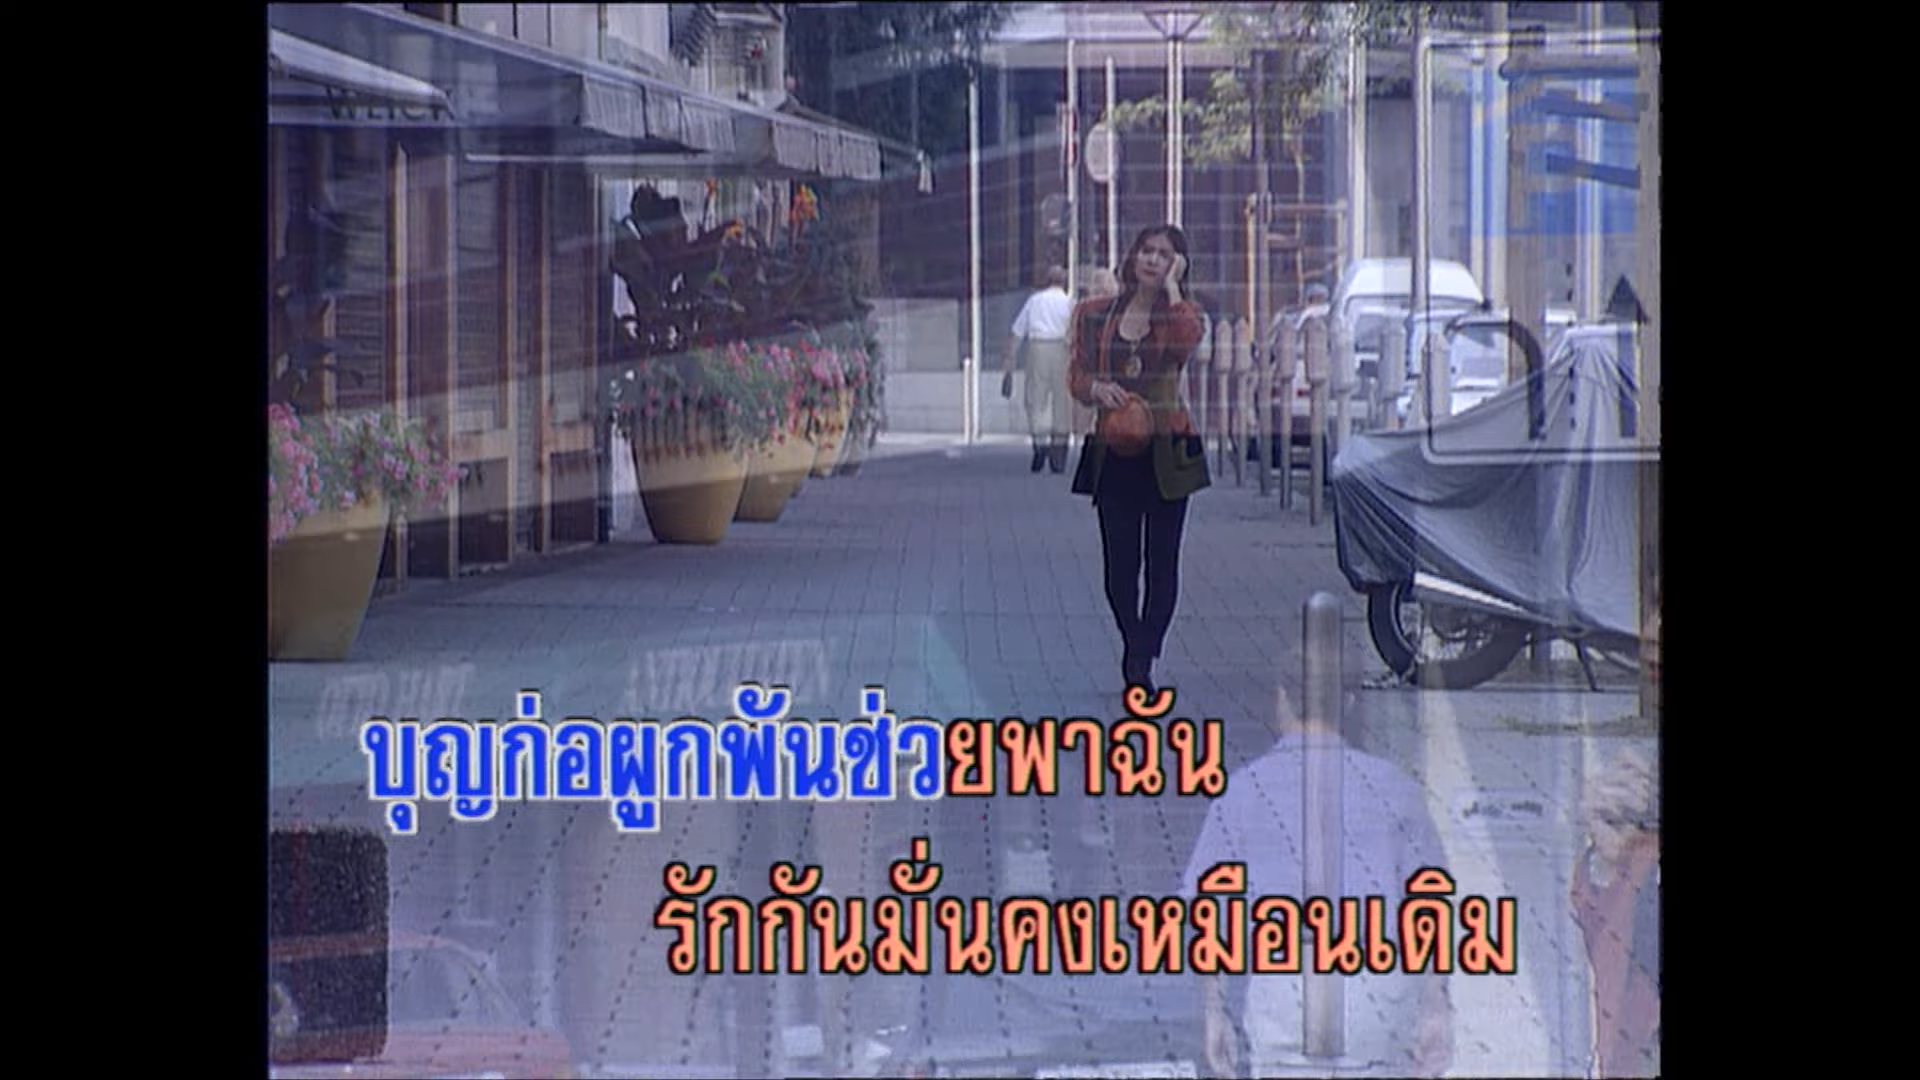 บุญก่อผูกพันช่วยพาฉัน
รักกันมั่นคงเหมือนเดิม